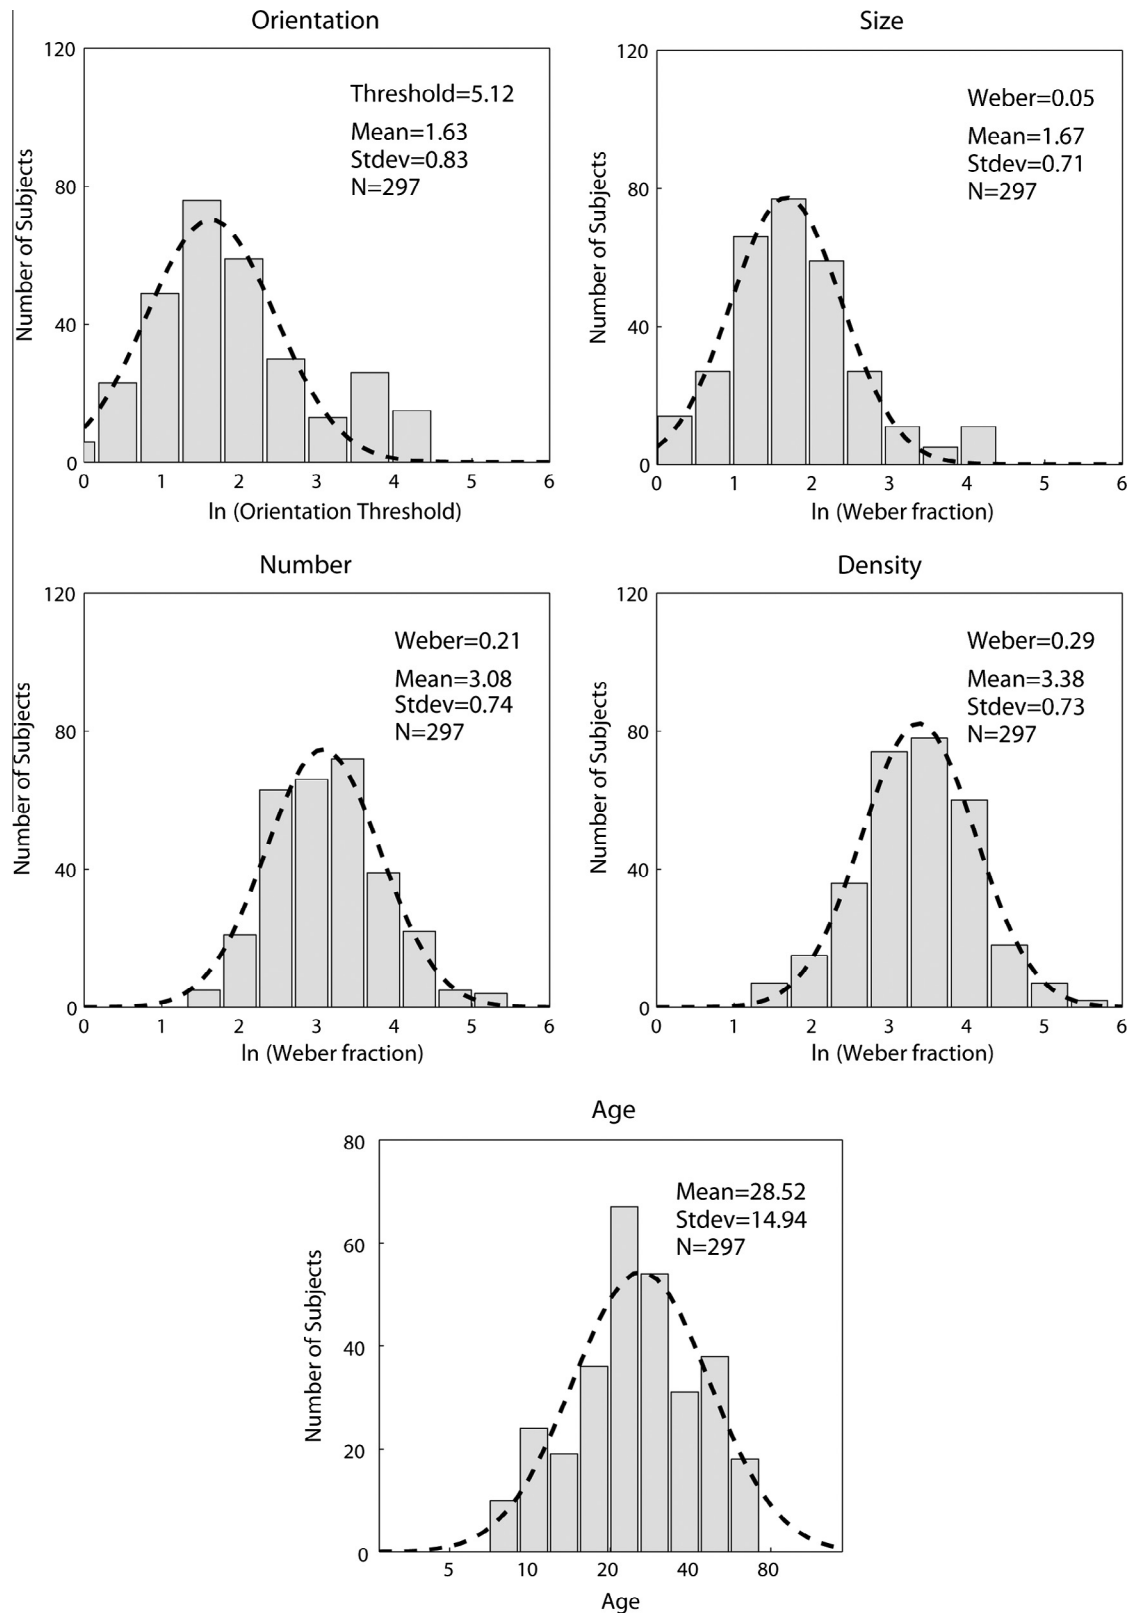 Orientation
120
80
40
0
Number of Subjects
Threshold=5.12
Mean=1.63
Stdev=0.83
N=297
0 1 2 3 4 5 6
ln (Orientation Threshold)
Size
120
80
40
0
Number of Subjects
Weber=0.05
Mean=1.67
Stdev=0.71
N=297
0 1 2 3 4 5 6
ln (Weber fraction)
Number
120
80
40
0
Number of Subjects
Weber=0.21
Mean=3.08
Stdev=0.74
N=297
0 1 2 3 4 5 6
ln (Weber fraction)
Density
120
80
40
0
Number of Subjects
Weber=0.29
Mean=3.38
Stdev=0.73
N=297
0 1 2 3 4 5 6
ln (Weber fraction)
Age
80
60
40
20
0
Number of Subjects
Mean=28.52
Stdev=14.94
N=297
5 10 20 40 80
Age